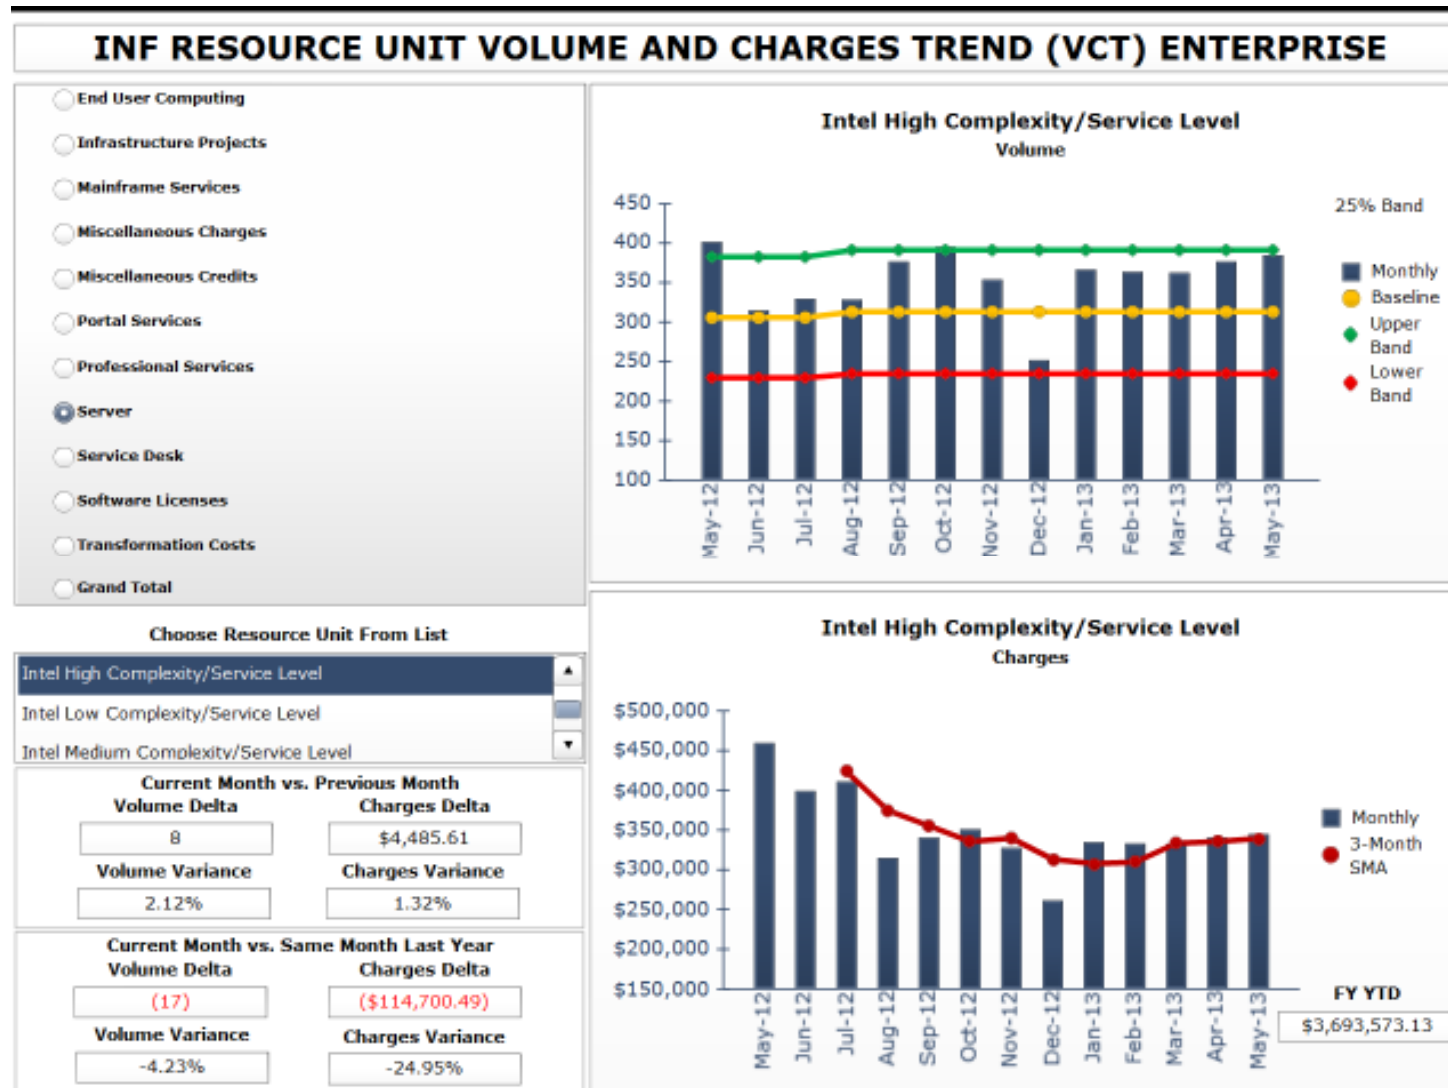 INF RESOURCE UNIT VOLUME AND CHARGES TREND (VCT) ENTERPRISE
End User Computing
Infrastructure Projects
Mainframe Services
Miscellaneous Charges
Miscellaneous Credits
Portal Services
Professional Services
Server
Service Desk
Software Licenses
Transformation Costs
Grand Total
Choose Resource Unit From List
Intel High Complexity/Service Level
Intel Low Complexity/Service Level
Intel Medium Complexity/Service Level
Current Month vs. Previous Month
Volume Delta Charges Delta
8 $4,485.61
Volume Variance Charges Variance
2.12% 1.32%
Current Month vs. Same Month Last Year
Volume Delta Charges Delta
(17) ($114,700.49)
Volume Variance Charges Variance
-4.23% -24.95%
Intel High Complexity/Service Level
Volume
450
400
350
300
250
200
150
100
May-12 Jun-12 Jul-12 Aug-12 Sep-12 Oct-12 Nov-12 Dec-12 Jan-13 Feb-13 Mar-13 Apr-13 May-13
25% Band
Monthly
Baseline
Upper
Band
Lower
Band
Intel High Complexity/Service Level
Charges
$500,000
$450,000
$400,000
$350,000
$300,000
$250,000
$200,000
$150,000
May-12 Jun-12 Jul-12 Aug-12 Sep-12 Oct-12 Nov-12 Dec-12 Jan-13 Feb-13 Mar-13 Apr-13 May-13
Monthly
3-Month
SMA
FY YTD
$3,693,573.13